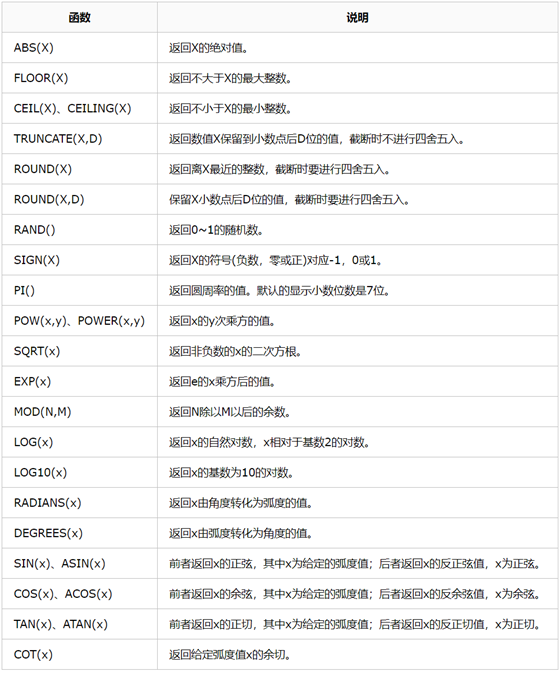 函数 说明
ABS(X) 返回X的绝对值。
FLOOR(X) 返回不大于X的最大整数。
CEIL(X)、CEILING(X) 返回不小于X的最小整数。
TRUNCATE(X,D) 返回数值X保留到小数点后D位的值，截断时不进行四舍五入。
ROUND(X) 返回离X最近的整数，截断时要进行四舍五入。
ROUND(X,D) 保留X小数点后D位的值，截断时要进行四舍五入。
RAND() 返回0~1的随机数。
SIGN(X) 返回X的符号(负数，零或正)对应-1，0或1。
PI() 返回圆周率的值。默认的显示小数位数是7位。
POW(x,y)、POWER(x,y) 返回x的y次乘方的值。
SQRT(x) 返回非负数的x的二次方根。
EXP(x) 返回e的x乘方后的值。
MOD(N,M) 返回N除以M以后的余数。
LOG(x) 返回x的自然对数，x相对于基数2的对数。
LOG10(x) 返回x的基数为10的对数。
RADIANS(x) 返回x由角度转化为弧度的值。
DEGREES(x) 返回x由弧度转化为角度的值。
SIN(x)、ASIN(x) 前者返回x的正弦，其中x为给定的弧度值；后者返回x的反正弦值，x为正弦。
COS(x)、ACOS(x) 前者返回x的余弦，其中x为给定的弧度值；后者返回x的反余弦值，x为余弦。
TAN(x)、ATAN(x) 前者返回x的正切，其中x为给定的弧度值；后者返回x的反正切值，x为正切。
COT(x) 返回给定弧度值x的余切。